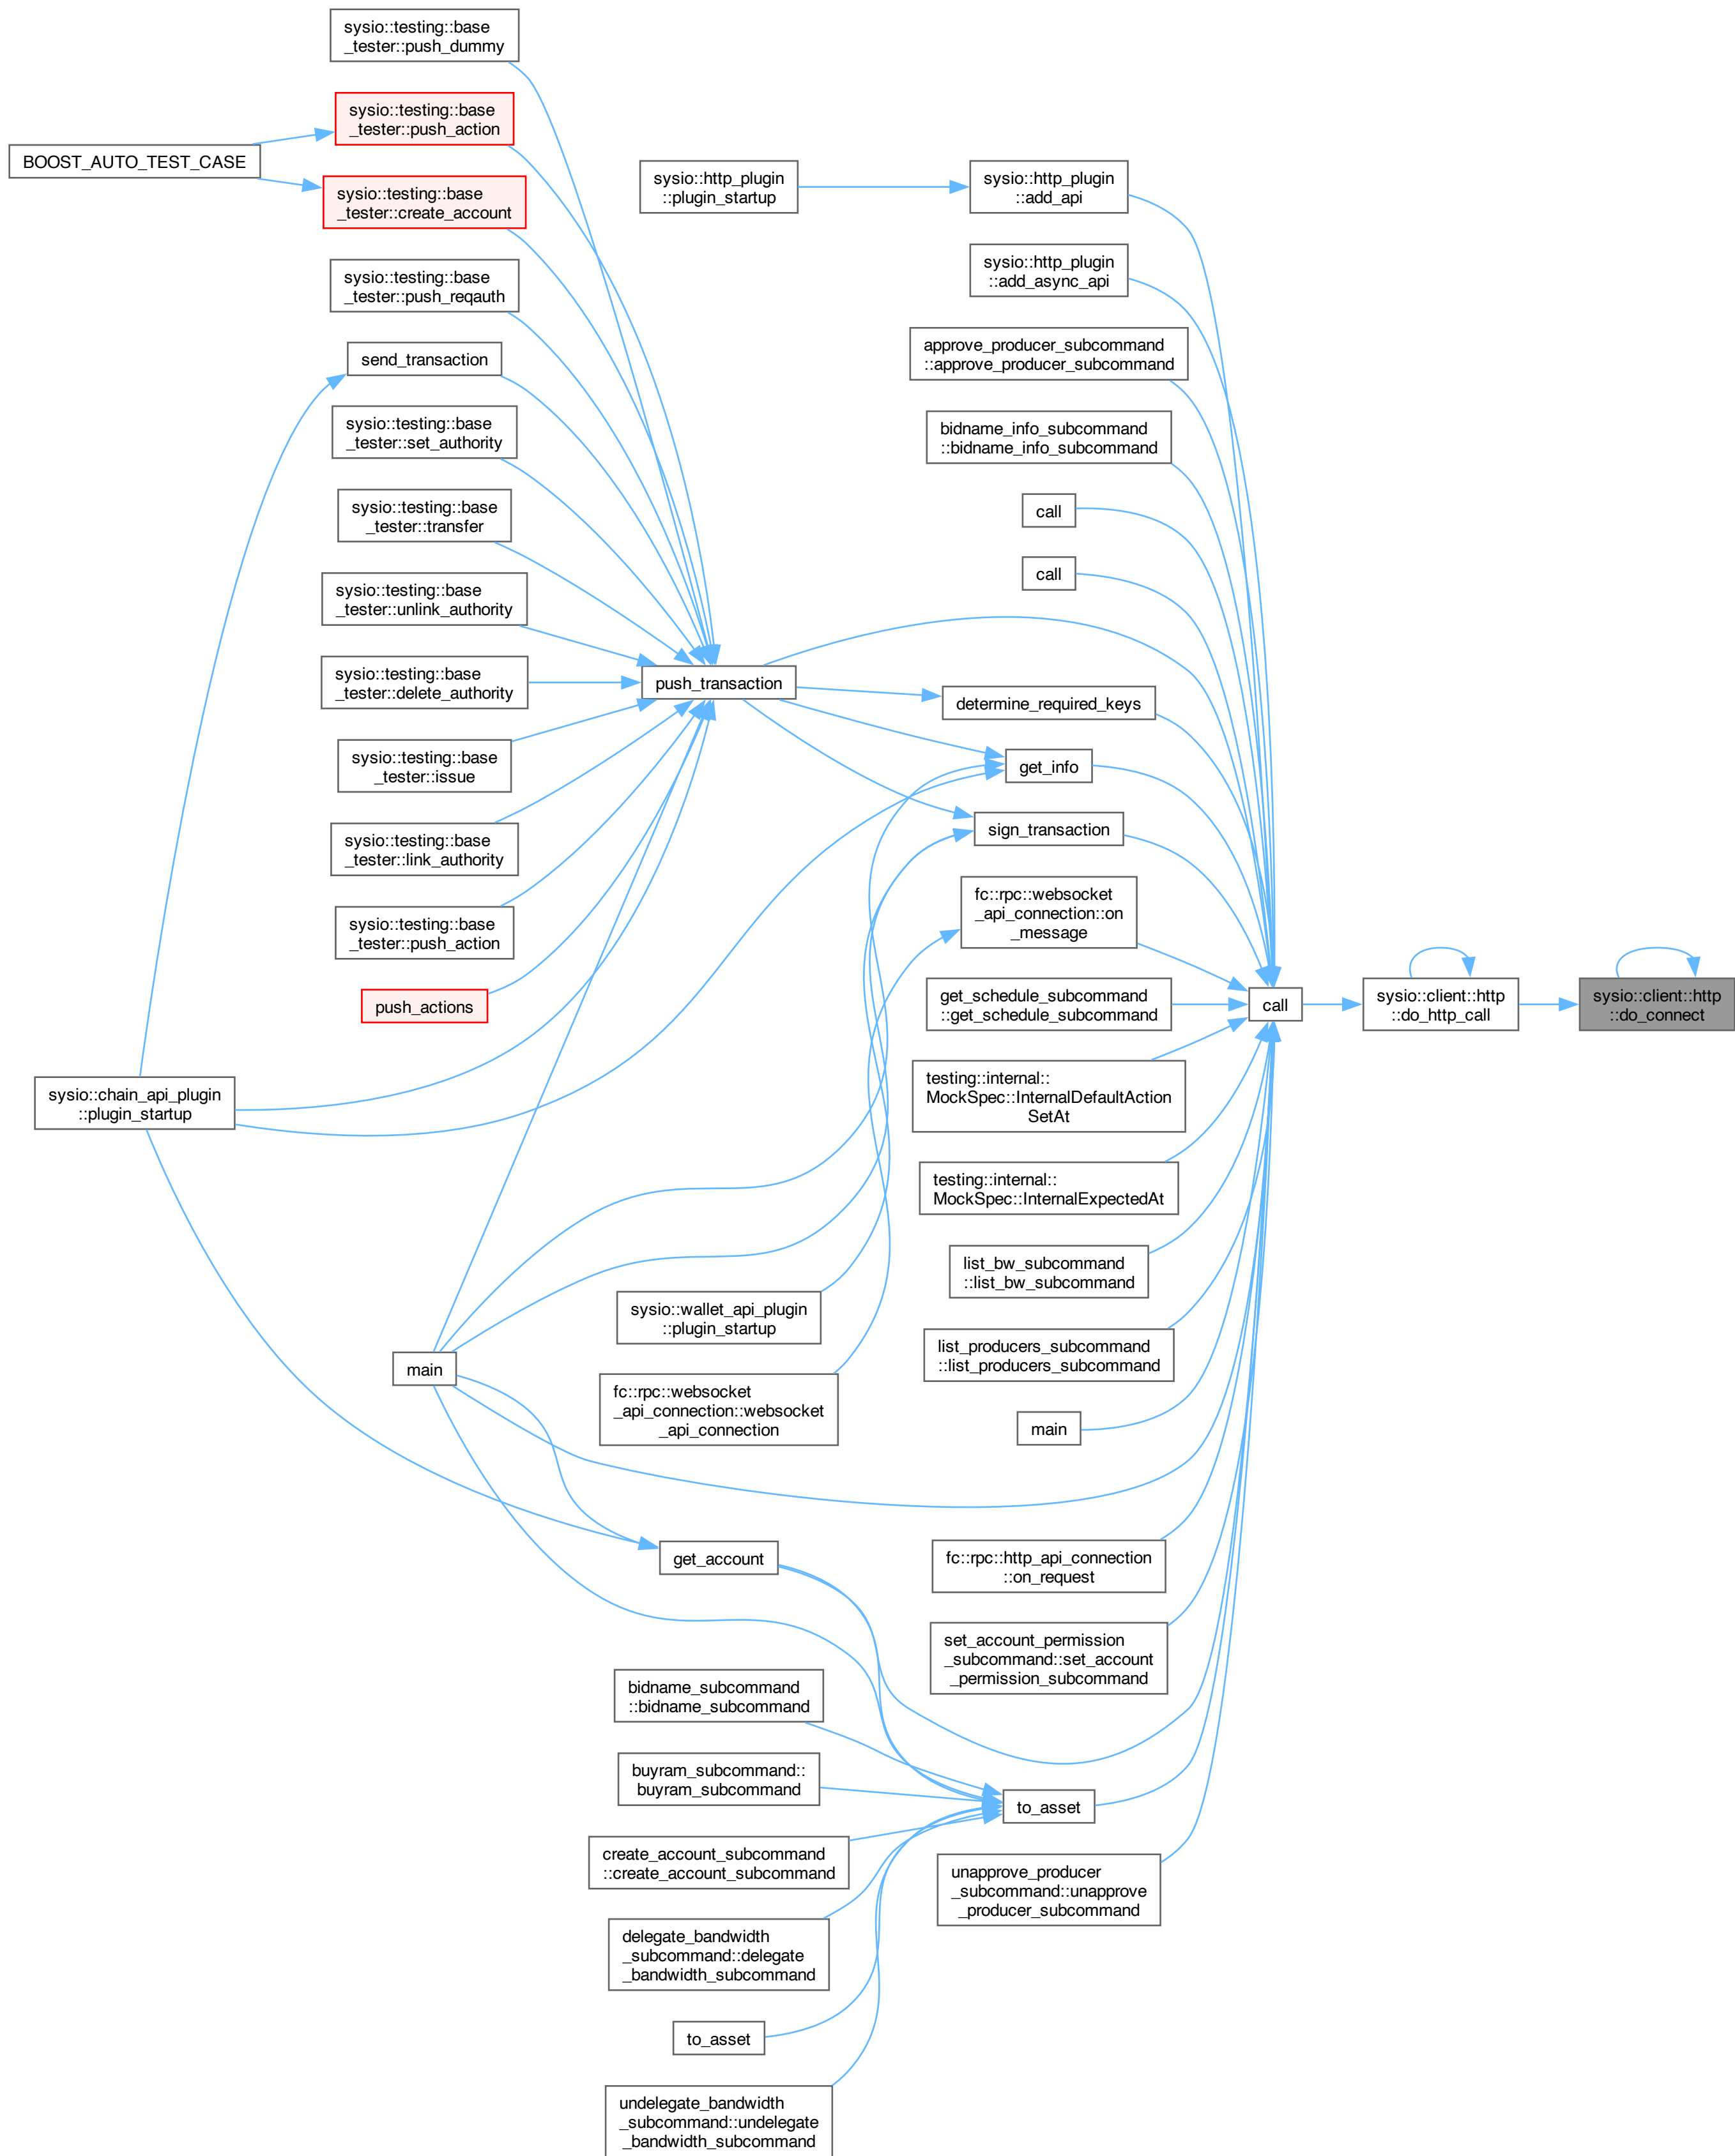 sysio::testing::base
_tester::push_dummy
sysio::testing::base
_tester::push_action
BOOST_AUTO_TEST_CASE
sysio::testing::base
_tester::create_account
sysio::testing::base
_tester::push_reqauth
send_transaction
sysio::testing::base
_tester::set_authority
sysio::testing::base
_tester::transfer
sysio::testing::base
_tester::unlink_authority
sysio::testing::base
_tester::delete_authority
sysio::testing::base
_tester::issue
sysio::testing::base
_tester::link_authority
sysio::testing::base
_tester::push_action
push_actions
sysio::chain_api_plugin
::plugin_startup
main
sysio::http_plugin
::plugin_startup
push_transaction
sysio::wallet_api_plugin
::plugin_startup
fc::rpc::websocket
_api_connection::websocket
_api_connection
get_account
bidname_subcommand
::bidname_subcommand
buyram_subcommand::
buyram_subcommand
create_account_subcommand
::create_account_subcommand
delegate_bandwidth
_subcommand::delegate
_bandwidth_subcommand
to_asset
undelegate_bandwidth
_subcommand::undelegate
_bandwidth_subcommand
sysio::http_plugin
::add_api
sysio::http_plugin
::add_async_api
approve_producer_subcommand
::approve_producer_subcommand
bidname_info_subcommand
::bidname_info_subcommand
call
call
determine_required_keys
get_info
sign_transaction
fc::rpc::websocket
_api_connection::on
_message
get_schedule_subcommand
::get_schedule_subcommand
testing::internal::
MockSpec::InternalDefaultAction
SetAt
testing::internal::
MockSpec::InternalExpectedAt
list_bw_subcommand
::list_bw_subcommand
list_producers_subcommand
::list_producers_subcommand
main
fc::rpc::http_api_connection
::on_request
set_account_permission
_subcommand::set_account
_permission_subcommand
to_asset
unapprove_producer
_subcommand::unapprove
_producer_subcommand
call
sysio::client::http
::do_http_call
sysio::client::http
::do_connect